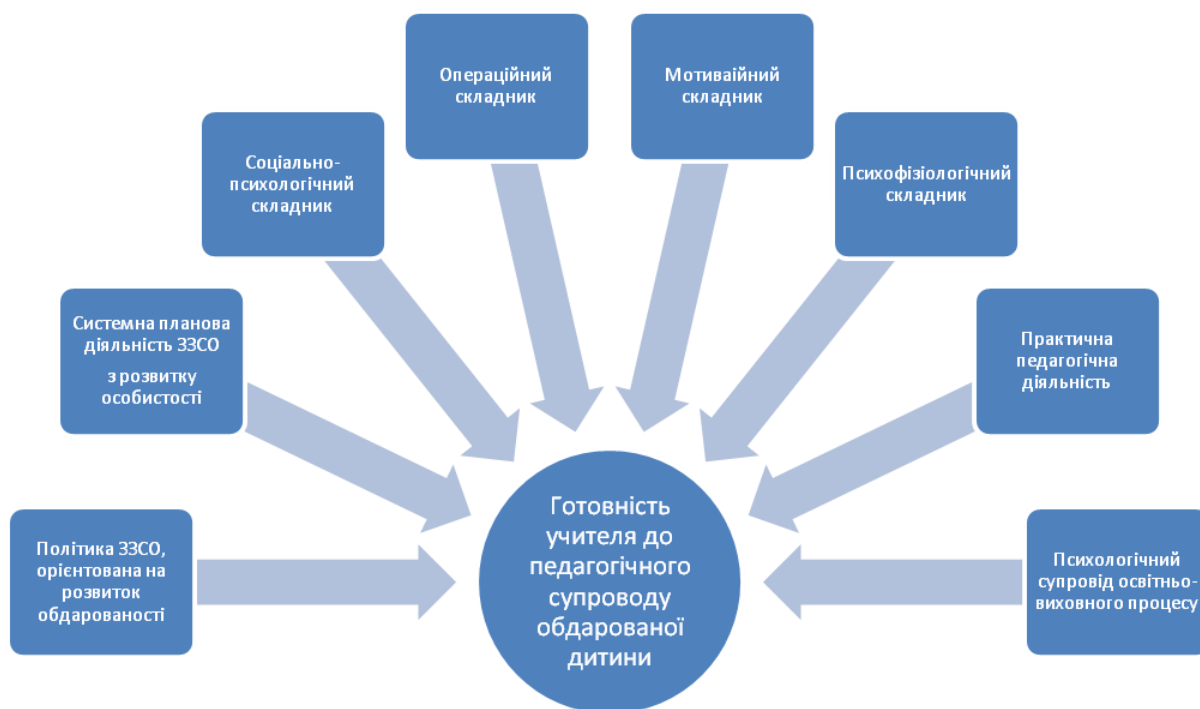 Операційний
складник
Мотиваійний
складник
Соціально-
психологічний
складник
Психофізіологічний
складник
Системна планова
діяльність ЗЗСО
з розвитку
особистості
Практична
педагогічна
діяльність
Політика ЗЗСО,
орієнтована на
розвиток
обдарованості
Готовність
учителя до
педагогічного
супроводу
обдарованої
дитини
Психологічний
супровід освітньо-
виховного процесу